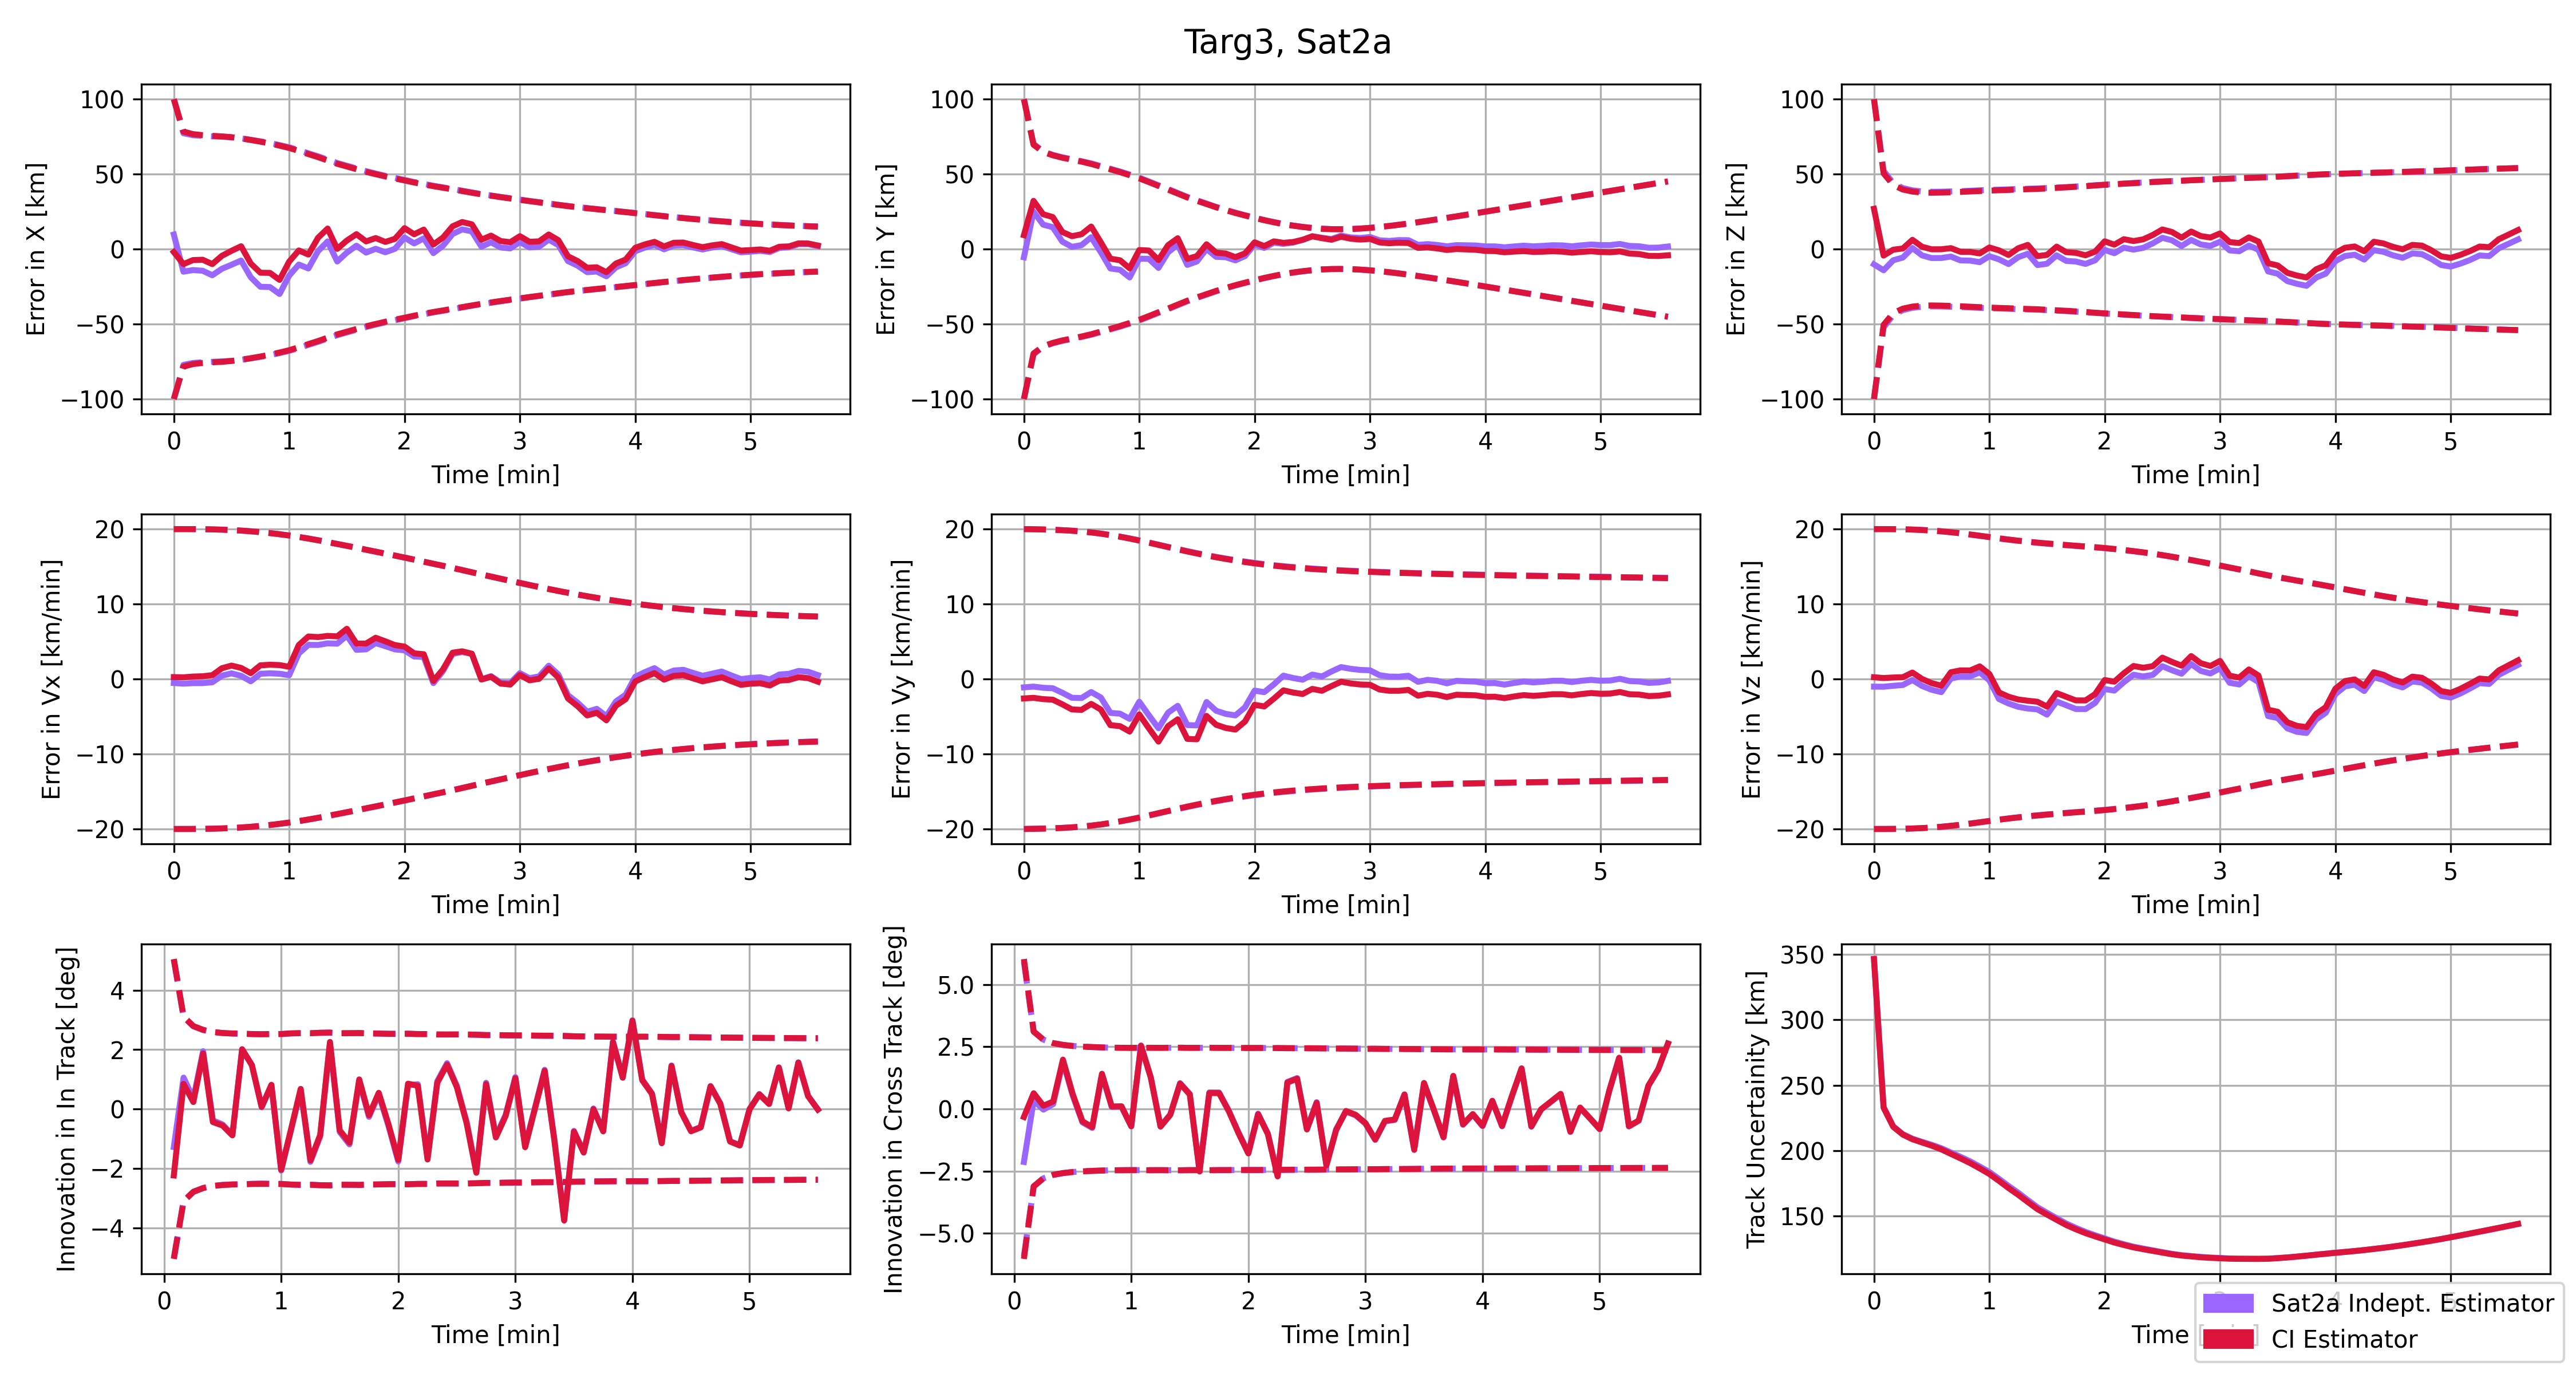 Targ3, Sat2a
Error in X [km]
100
50
0
−50
−100
0 1 2 3 4 5
Time [min]
Error in Y [km]
100
50
0
−50
−100
0 1 2 3 4 5
Time [min]
Error in Z [km]
100
50
0
−50
−100
0 1 2 3 4 5
Time [min]
Error in Vx [km/min]
20
10
0
−10
−20
0 1 2 3 4 5
Time [min]
Error in Vy [km/min]
20
10
0
−10
−20
0 1 2 3 4 5
Time [min]
Error in Vz [km/min]
20
10
0
−10
−20
0 1 2 3 4 5
Time [min]
Innovation in In Track [deg]
4
2
0
−2
−4
0 1 2 3 4 5
Time [min]
Innovation in Cross Track [deg]
5.0
2.5
0.0
−2.5
−5.0
0 1 2 3 4 5
Time [min]
Track Uncertainity [km]
350
300
250
200
150
0 1 2
Time
Sat2a Indept. Estimator
CI Estimator